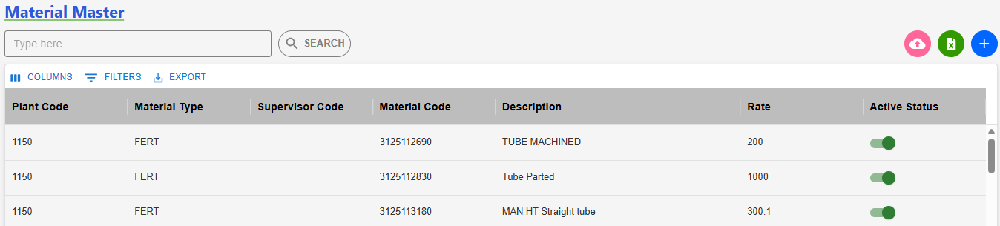 Material Master
Type here... SEARCH
COLUMNS FILTERS EXPORT
Plant Code Material Type Supervisor Code Material Code Description Rate Active Status
1150 FERT 3125112690 TUBE MACHINED 200
1150 FERT 3125112830 Tube Parted 1000
1150 FERT 3125113180 MAN HT Straight tube 300.1